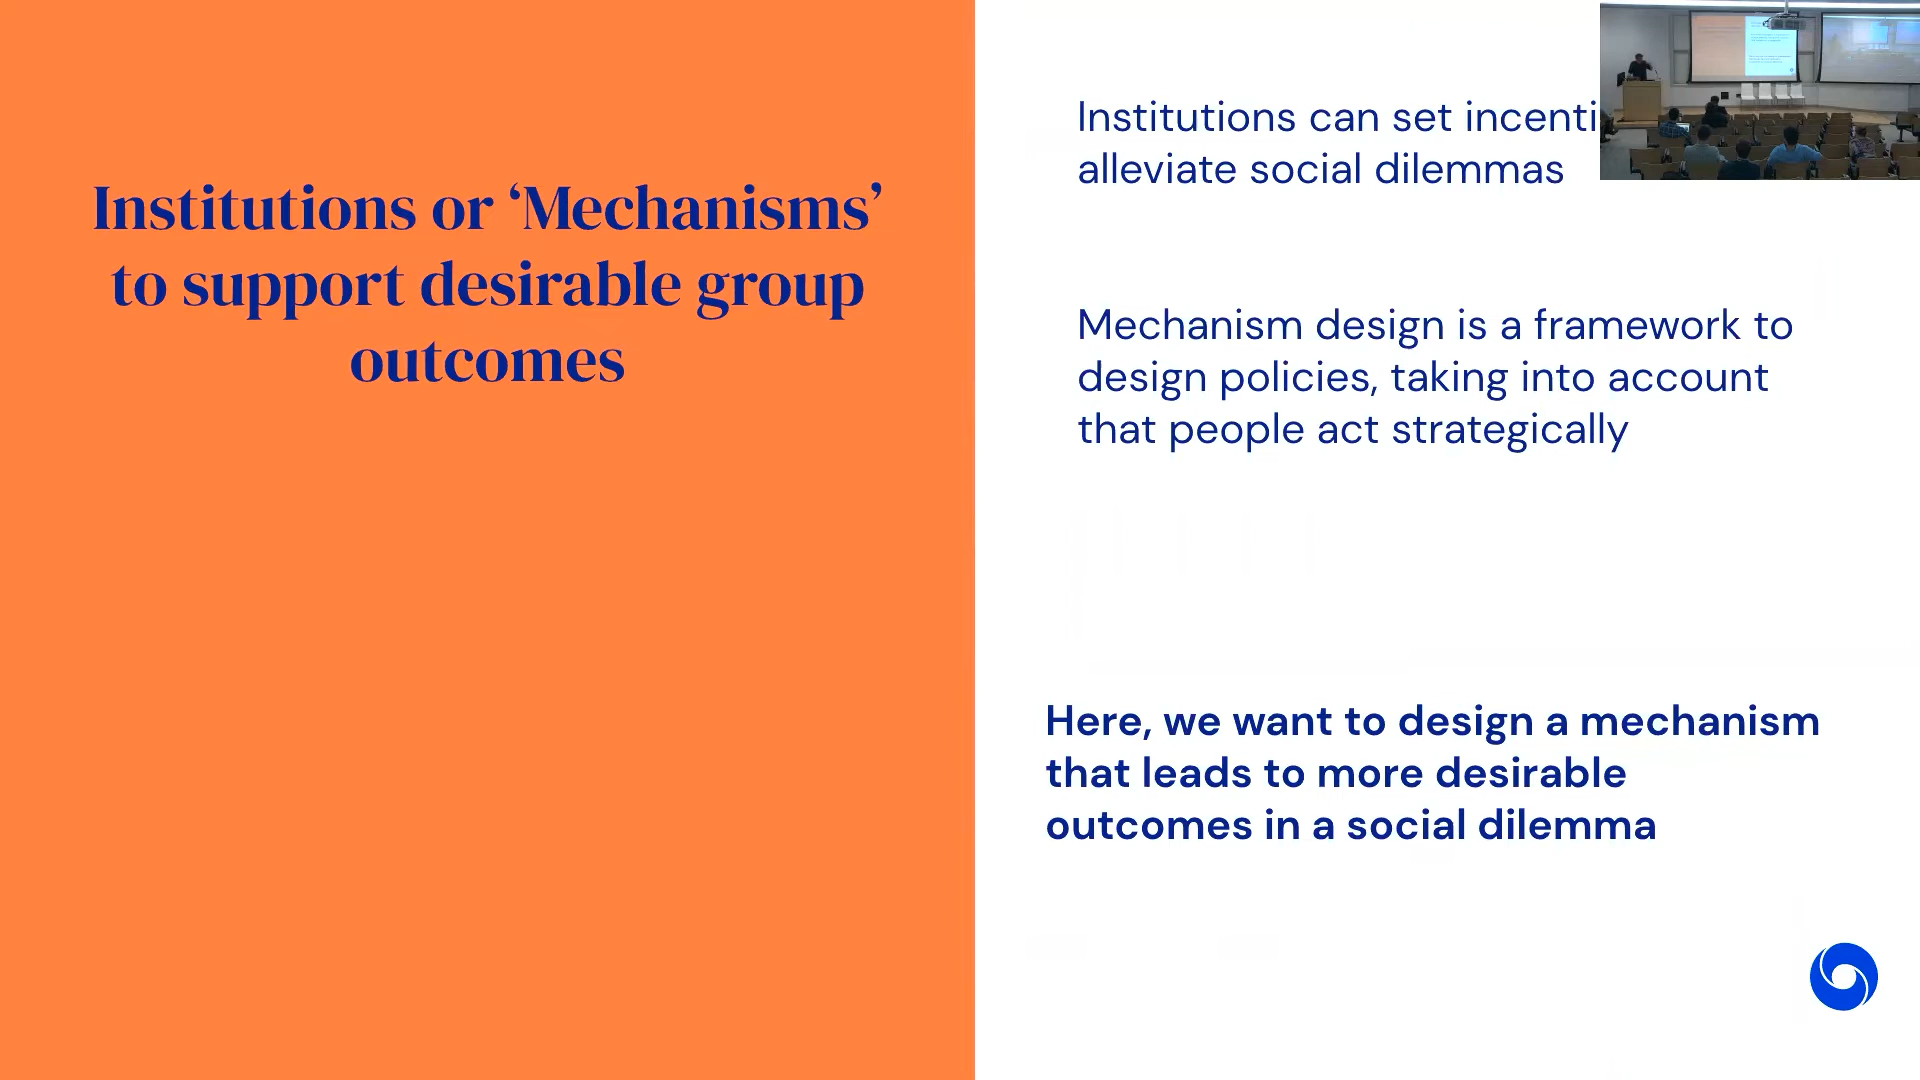 Institutions or ‘Mechanisms’
to support desirable group
outcomes
Institutions can set
alleviate social dilemmas
Mechanism design is a framework to
design policies, taking into account
that people act strategically
Here, we want to design a mechanism
that leads to more desirable
outcomes in a social dilemma